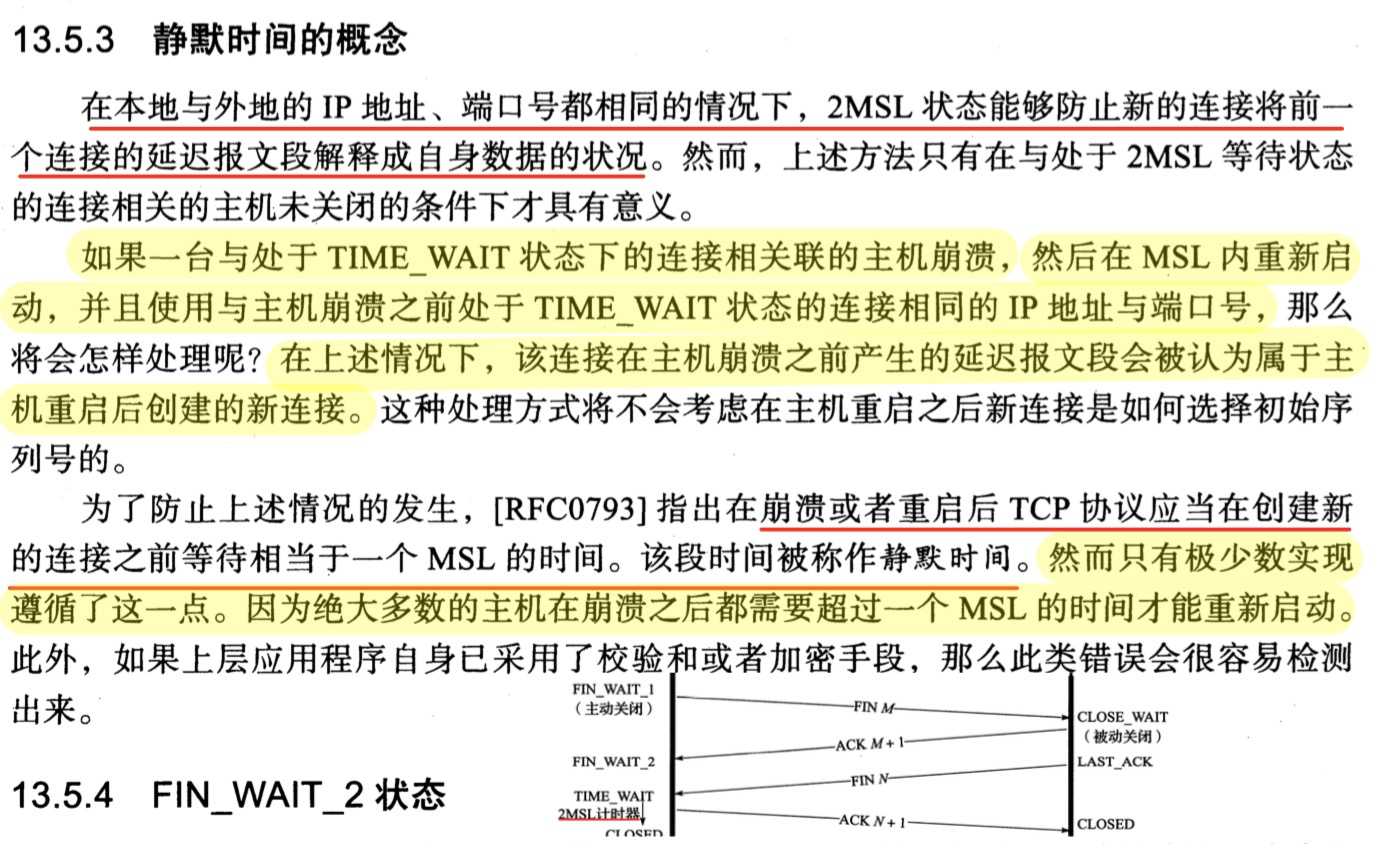 13.5.3 静默时间的概念
在本地与外地的 IP 地址、端口号都相同的情况下，2MSL 状态能够防止新的连接将前一
个连接的延迟报文段解释成自身数据的状况。然而，上述方法只有在与处于 2MSL 等待状态
的连接相关的主机未关闭的条件下才具有意义。
如果一台与处于 TIME_WAIT 状态下的连接相关联的主机崩溃，然后在 MSL 内重新启
动，并且使用与主机崩溃之前处于 TIME_WAIT 状态的连接相同的 IP 地址与端口号，那么
将会怎样处理呢？在上述情况下，该连接在主机崩溃之前产生的延迟报文段会被认为属于主
机重启后创建的新连接。这种处理方式将不会考虑在主机重启之后新连接是如何选择初始序
列号的。
为了防止上述情况的发生，[RFC0793] 指出在崩溃或者重启后 TCP 协议应当在创建新
的连接之前等待相当于一个 MSL 的时间。该段时间被称作静默时间。然而只有极少数实现
遵循了这一点。因为绝大多数的主机在崩溃之后都需要超过一个 MSL 的时间才能重新启动。
此外，如果上层应用程序自身已采用了校验和或者加密手段，那么此类错误会很容易检测
出来。
FIN_WAIT_1
（主动关闭）
FIN M
CLOSE_WAIT
（被动关闭）
ACK M+1
FIN_WAIT_2
LAST_ACK
FIN N
TIME_WAIT
2MSL计时器
ACK N+1
CLOSED
CLOSED
13.5.4 FIN_WAIT_2 状态